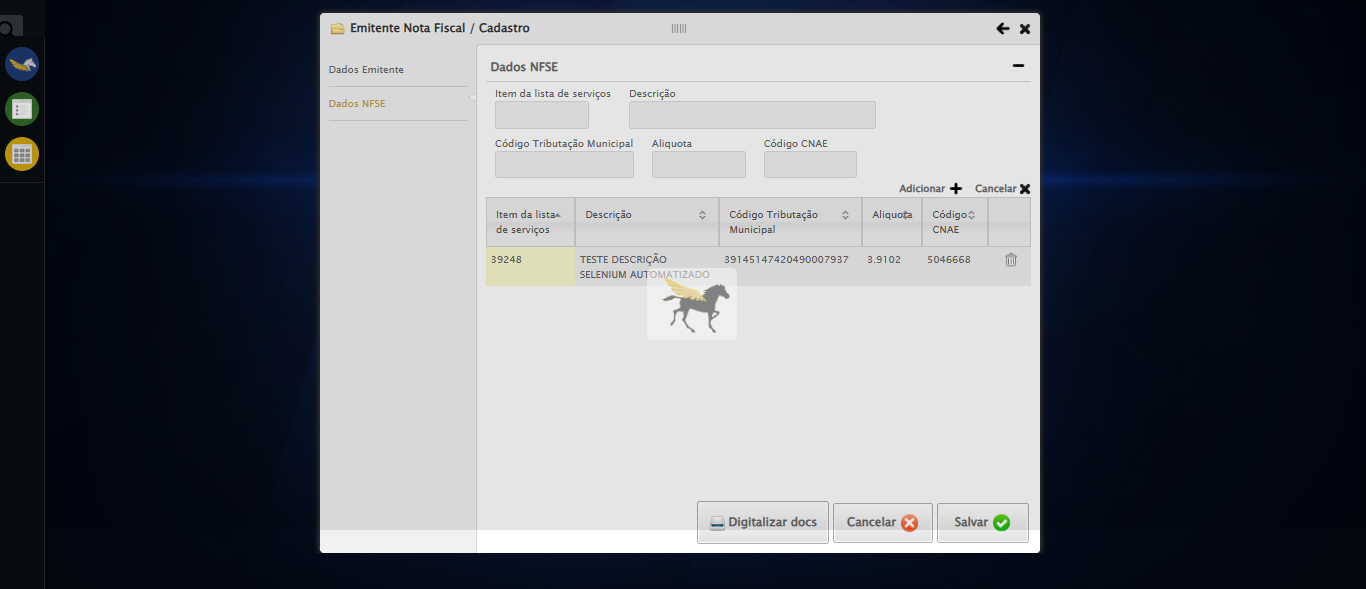 Emitente Nota Fiscal / Cadastro
Dados Emitente
Dados NFSE
Dados NFSE
Item da lista de serviços Descrição
Código Tributação Municipal Aliquota Código CNAE
Adicionar Cancelar
Item da lista de serviços Descrição Código Tributação Municipal Aliquota Código CNAE
39248 TESTE DESCRIÇÃO SELENIUM AUTOMATIZADO 39145147420490007937 3.9102 5046668
Digitalizar docs Cancelar Salvar